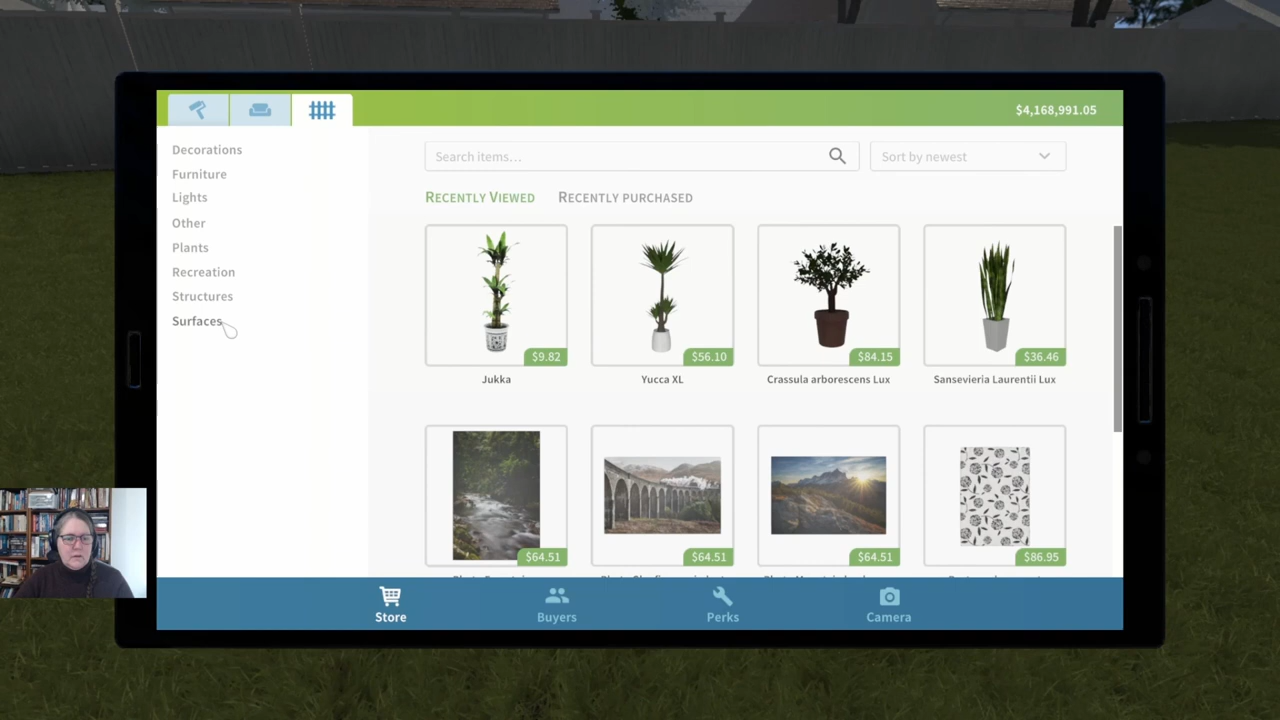 $4,168,991.05
Decorations
Furniture
Lights
Other
Plants
Recreation
Structures
Surfaces
Search items...
Sort by newest
RECENTLY VIEWED
RECENTLY PURCHASED
$9.82
$56.10
$84.15
$36.46
Jukka
Yucca XL
Crassula arborescens Lux
Sansevieria Laurentii Lux
$64.51
$64.51
$64.51
$86.95
Store
Buyers
Perks
Camera